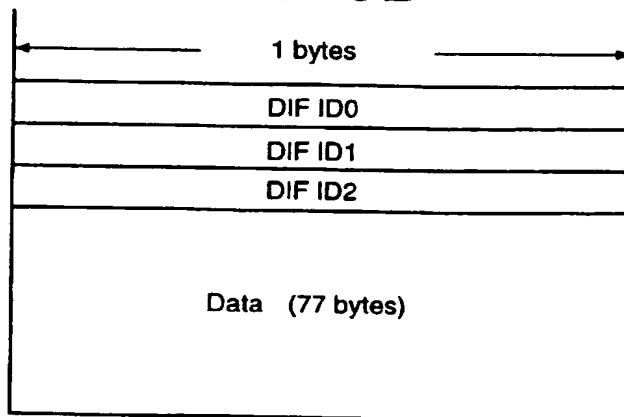 1 bytes
DIF ID0
DIF ID1
DIF ID2
Data (77 bytes)